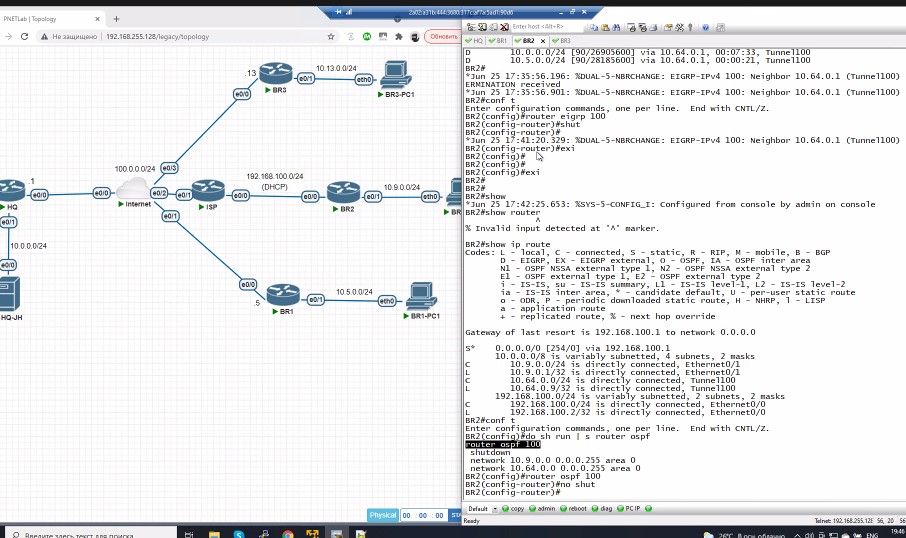 PNETLab | Topology
2a02:a31b:444:3680:317c:af7a:5ad1:90d6
Не защищено
192.168.255.128/legacy/topology
Обновить
Enter host <Alt+R>
HQ
BR1
BR2
BR3
.13
10.13.0.0/24
BR3
e0/1
eth0
BR3-PC1
e0/0
e0/3
100.0.0.0/24
192.168.100.0/24
(DHCP)
10.9.0.0/24
.1
HQ
e0/0
e0/0
Internet
e0/2
e0/1
ISP
e0/0
e0/0
BR2
e0/1
eth0
e0/1
e0/1
10.0.0.0/24
e0/0
HQ-JH
e0/0
.5
BR1
e0/1
10.5.0.0/24
eth0
BR1-PC1
Physical
00 : 00 : 00
D 10.0.0.0/24 [90/26905600] via 10.64.0.1, 00:07:33, Tunnel100
D 10.5.0.0/24 [90/28185600] via 10.64.0.1, 00:00:21, Tunnel100
BR2#
*Jun 25 17:35:56.196: %DUAL-5-NBRCHANGE: EIGRP-IPv4 100: Neighbor 10.64.0.1 (Tunnel100)
ERMINATION received
*Jun 25 17:35:56.901: %DUAL-5-NBRCHANGE: EIGRP-IPv4 100: Neighbor 10.64.0.1 (Tunnel100)
BR2#conf t
Enter configuration commands, one per line. End with CNTL/Z.
BR2(config)#router eigrp 100
BR2(config-router)#shut
BR2(config-router)#
*Jun 25 17:41:20.329: %DUAL-5-NBRCHANGE: EIGRP-IPv4 100: Neighbor 10.64.0.1 (Tunnel100)
BR2(config-router)#exi
BR2(config)#
BR2(config)#
BR2(config)#exi
BR2#
BR2#
BR2#show
*Jun 25 17:42:25.653: %SYS-5-CONFIG_I: Configured from console by admin on console
BR2#show router
^
% Invalid input detected at '^' marker.
BR2#show ip route
Codes: L - local, C - connected, S - static, R - RIP, M - mobile, B - BGP
D - EIGRP, EX - EIGRP external, O - OSPF, IA - OSPF inter area
N1 - OSPF NSSA external type 1, N2 - OSPF NSSA external type 2
E1 - OSPF external type 1, E2 - OSPF external type 2
i - IS-IS, su - IS-IS summary, L1 - IS-IS level-1, L2 - IS-IS level-2
ia - IS-IS inter area, * - candidate default, U - per-user static route
o - ODR, P - periodic downloaded static route, H - NHRP, l - LISP
a - application route
+ - replicated route, % - next hop override
Gateway of last resort is 192.168.100.1 to network 0.0.0.0
S* 0.0.0.0/0 [254/0] via 192.168.100.1
10.0.0.0/8 is variably subnetted, 4 subnets, 2 masks
C 10.9.0.0/24 is directly connected, Ethernet0/1
L 10.9.0.1/32 is directly connected, Ethernet0/1
C 10.64.0.0/24 is directly connected, Tunnel100
L 10.64.0.9/32 is directly connected, Tunnel100
192.168.100.0/24 is variably subnetted, 2 subnets, 2 masks
C 192.168.100.0/24 is directly connected, Ethernet0/0
L 192.168.100.2/32 is directly connected, Ethernet0/0
BR2#conf t
Enter configuration commands, one per line. End with CNTL/Z.
BR2(config)#do sh run | s router ospf
router ospf 100
shutdown
network 10.9.0.0 0.0.0.255 area 0
network 10.64.0.0 0.0.0.255 area 0
BR2(config)#router ospf 100
BR2(config-router)#no shut
BR2(config-router)#
Default
copy
admin
reboot
diag
PC IP
Ready
Telnet: 192.168.255.128
56, 20
56
Введите здесь текст для поиска
26°C
ENG
19:46